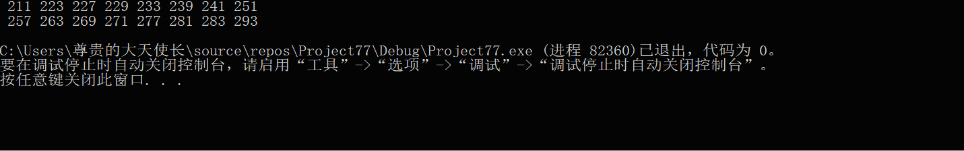 211 223 227 229 233 239 241 251
257 263 269 271 277 281 283 293
C:\Users\尊贵的大天使长\source\repos\Project77\Debug\Project77.exe (进程 82360)已退出，代码为 0。
要在调试停止时自动关闭控制台，请启用“工具”->“选项”->“调试”->“调试停止时自动关闭控制台”。
按任意键关闭此窗口. . .